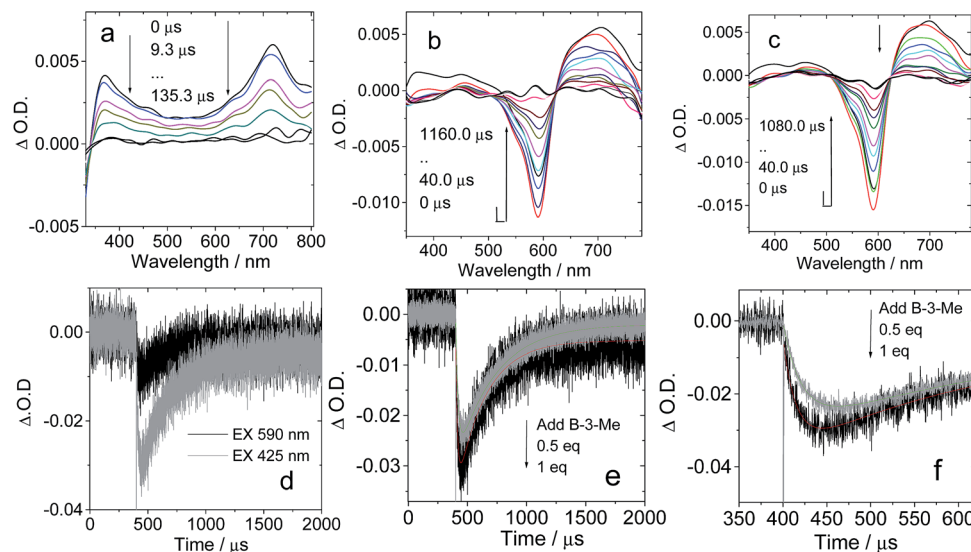 a
0 μs
9.3 μs
...
135.3 μs
0.005
0.000
-0.005
Δ O.D.
400 500 600 700 800
Wavelength / nm
b
1160.0 μs
..
40.0 μs
0 μs
0.005
0.000
-0.005
-0.010
Δ O.D.
400 500 600 700
Wavelength / nm
c
1080.0 μs
..
40.0 μs
0 μs
0.005
0.000
-0.005
-0.010
-0.015
Δ O.D.
400 500 600 700
Wavelength / nm
0.00
-0.02
-0.04
Δ O.D
EX 590 nm
EX 425 nm
d
0 500 1000 1500 2000
Time / μs
0.00
-0.01
-0.02
-0.03
Δ O.D.
Add B-3-Me
0.5 eq
1 eq
e
0 500 1000 1500 2000
Time / μs
Add B-3-Me
0.5 eq
1 eq
0.00
-0.02
-0.04
Δ O.D.
f
350 400 450 500 550 600
Time / μs